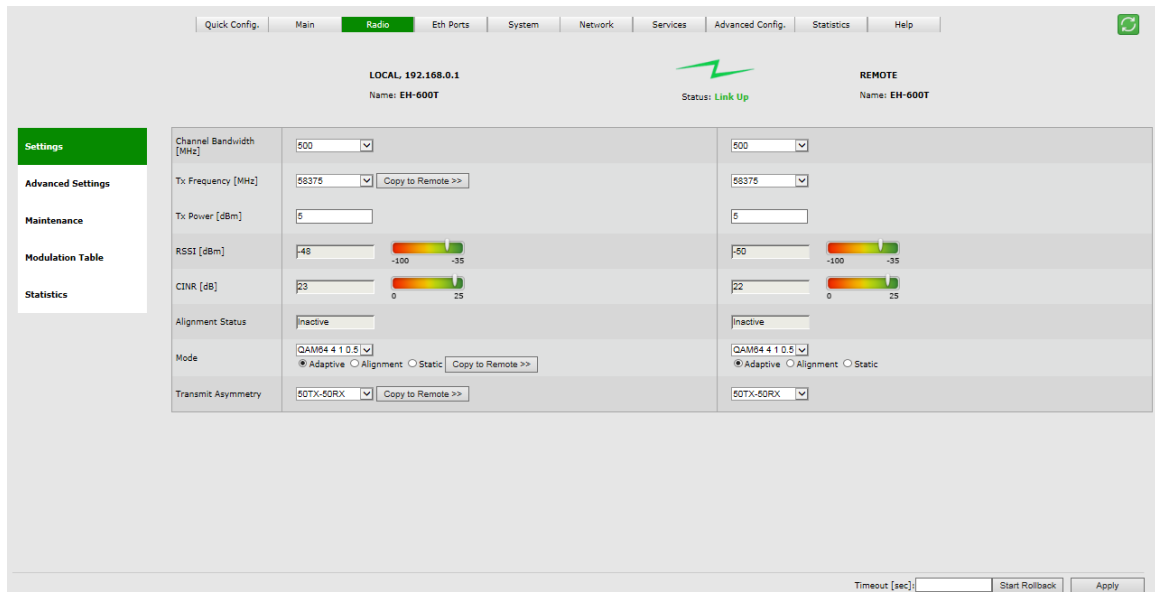 Quick Config. Main Radio Eth Ports System Network Services Advanced Config. Statistics Help
LOCAL, 192.168.0.1 REMOTE
Name: EH-600T Status: Link Up Name: EH-600T
Settings
Advanced Settings
Maintenance
Modulation Table
Statistics
Channel Bandwidth
[MHz] 500 500
Tx Frequency [MHz] 58375 Copy to Remote >> 58375
Tx Power [dBm] 5 5
RSSI [dBm] -48 -50
-100 -35 -100 -35
CINR [dB] 23 22
0 25 0 25
Alignment Status Inactive Inactive
QAM64 4 1 0.5 QAM64 4 1 0.5
Mode
Adaptive Alignment Static Copy to Remote >> Adaptive Alignment Static
Transmit Asymmetry 50TX-50RX Copy to Remote >> 50TX-50RX
Timeout [sec]: Start Rollback Apply